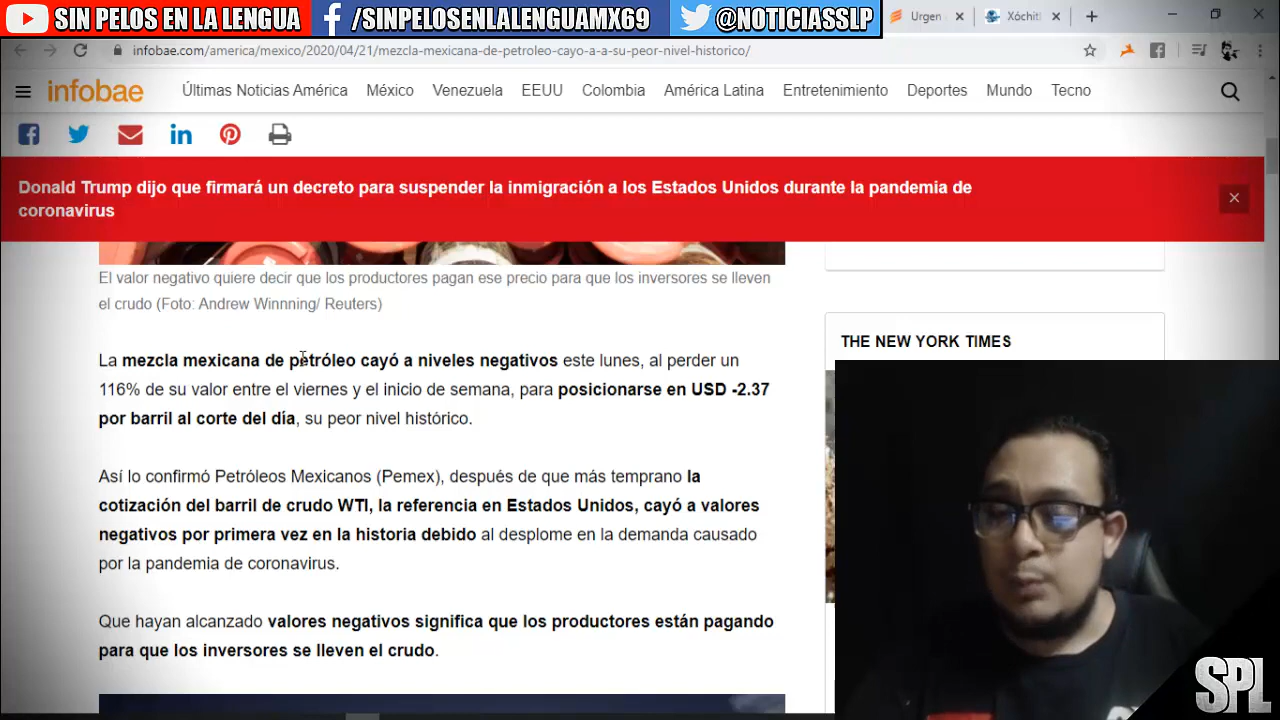 SIN PELOS EN LA LENGUA
/SINPELOSENLALENGUAMX69
@NOTICIASSLP
Urgen
Xóchitl
infobae.com/america/mexico/2020/04/21/mezcla-mexicana-de-petroleo-cayo-a-a-su-peor-nivel-historico/
infobae
Últimas Noticias América
México
Venezuela
EEUU
Colombia
América Latina
Entretenimiento
Deportes
Mundo
Tecno
Donald Trump dijo que firmará un decreto para suspender la inmigración a los Estados Unidos durante la pandemia de
coronavirus
El valor negativo quiere decir que los productores pagan ese precio para que los inversores se lleven
el crudo (Foto: Andrew Winnning/ Reuters)
La mezcla mexicana de petróleo cayó a niveles negativos este lunes, al perder un
116% de su valor entre el viernes y el inicio de semana, para posicionarse en USD -2.37
por barril al corte del día, su peor nivel histórico.
Así lo confirmó Petróleos Mexicanos (Pemex), después de que más temprano la
cotización del barril de crudo WTI, la referencia en Estados Unidos, cayó a valores
negativos por primera vez en la historia debido al desplome en la demanda causado
por la pandemia de coronavirus.
Que hayan alcanzado valores negativos significa que los productores están pagando
para que los inversores se lleven el crudo.
THE NEW YORK TIMES
SPL